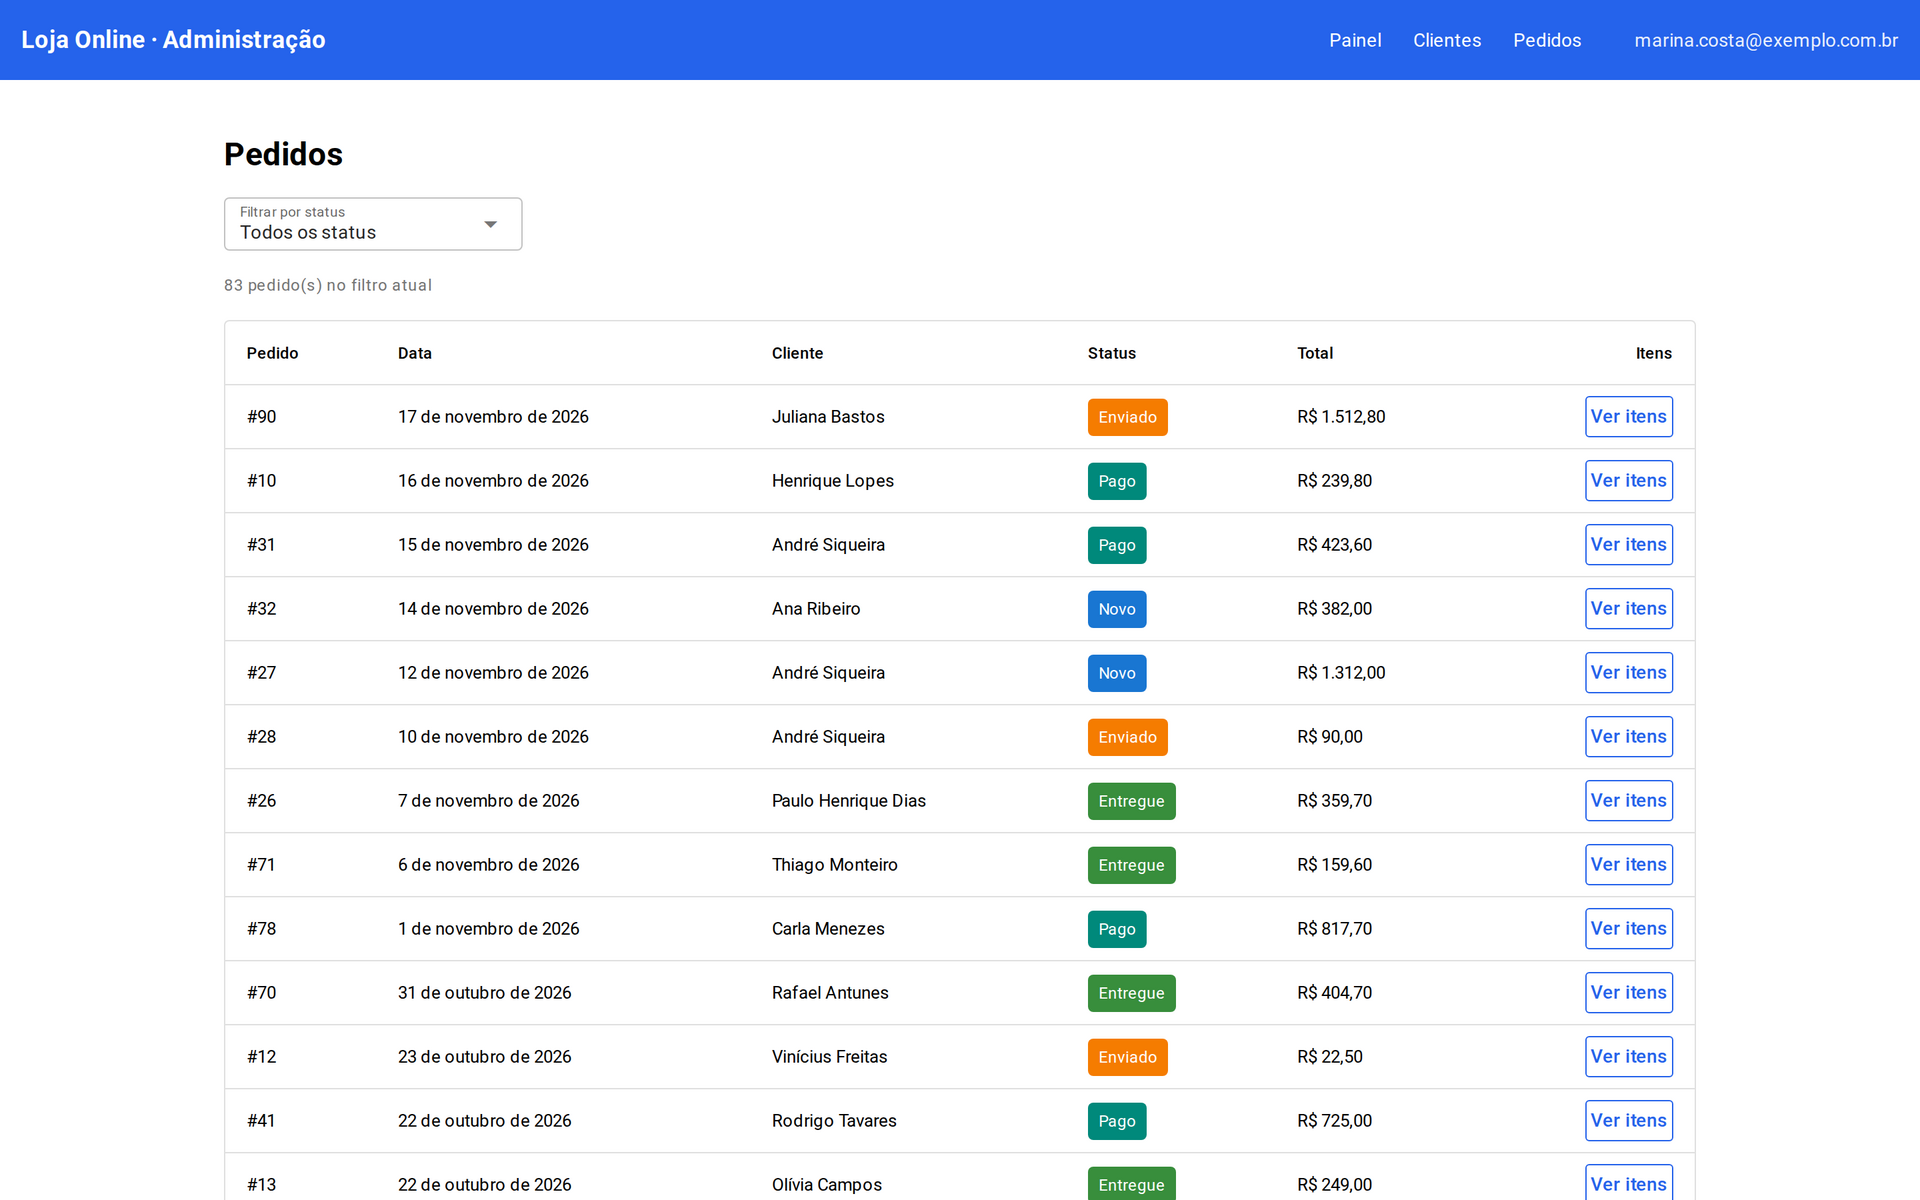 Loja Online · Administração Painel Clientes Pedidos marina.costa@exemplo.com.br
Pedidos
Filtrar por status
Todos os status
83 pedido(s) no filtro atual
Pedido Data Cliente Status Total Itens
#90 17 de novembro de 2026 Juliana Bastos Enviado R$ 1.512,80 Ver itens
#10 16 de novembro de 2026 Henrique Lopes Pago R$ 239,80 Ver itens
#31 15 de novembro de 2026 André Siqueira Pago R$ 423,60 Ver itens
#32 14 de novembro de 2026 Ana Ribeiro Novo R$ 382,00 Ver itens
#27 12 de novembro de 2026 André Siqueira Novo R$ 1.312,00 Ver itens
#28 10 de novembro de 2026 André Siqueira Enviado R$ 90,00 Ver itens
#26 7 de novembro de 2026 Paulo Henrique Dias Entregue R$ 359,70 Ver itens
#71 6 de novembro de 2026 Thiago Monteiro Entregue R$ 159,60 Ver itens
#78 1 de novembro de 2026 Carla Menezes Pago R$ 817,70 Ver itens
#70 31 de outubro de 2026 Rafael Antunes Entregue R$ 404,70 Ver itens
#12 23 de outubro de 2026 Vinícius Freitas Enviado R$ 22,50 Ver itens
#41 22 de outubro de 2026 Rodrigo Tavares Pago R$ 725,00 Ver itens
#13 22 de outubro de 2026 Olívia Campos Entregue R$ 249,00 Ver itens